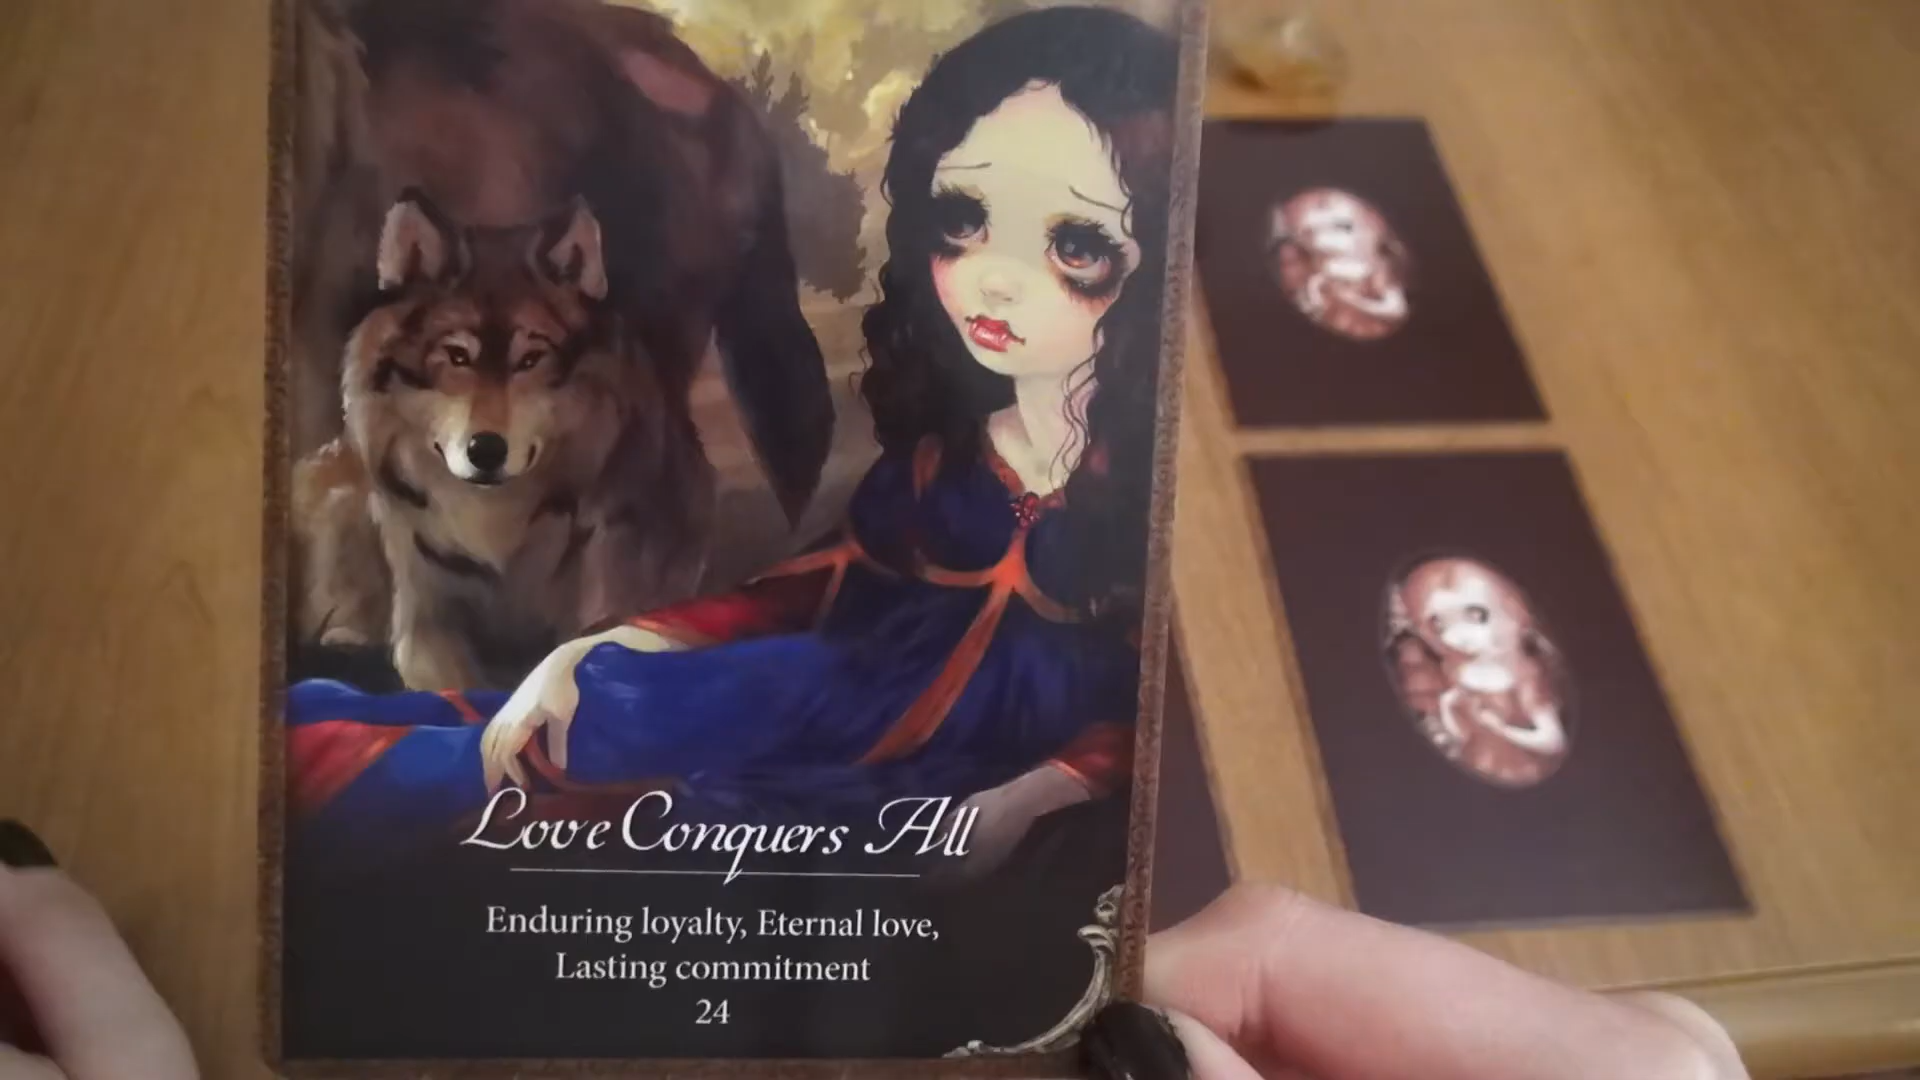 Love Conquers All
Enduring loyalty, Eternal love,
Lasting commitment
24